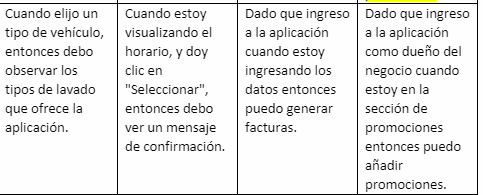 Cuando elijo un
tipo de vehículo,
entonces debo
observar los
tipos de lavado
que ofrece la
aplicación.
Cuando estoy
visualizando el
horario, y doy
clic en
"Seleccionar",
entonces debo
ver un mensaje
de confirmación.
Dado que ingreso
a la aplicación
cuando estoy
ingresando los
datos entonces
puedo generar
facturas.
Dado que ingreso
a la aplicación
como dueño del
negocio cuando
estoy en la
sección de
promociones
entonces puedo
añadir
promociones.